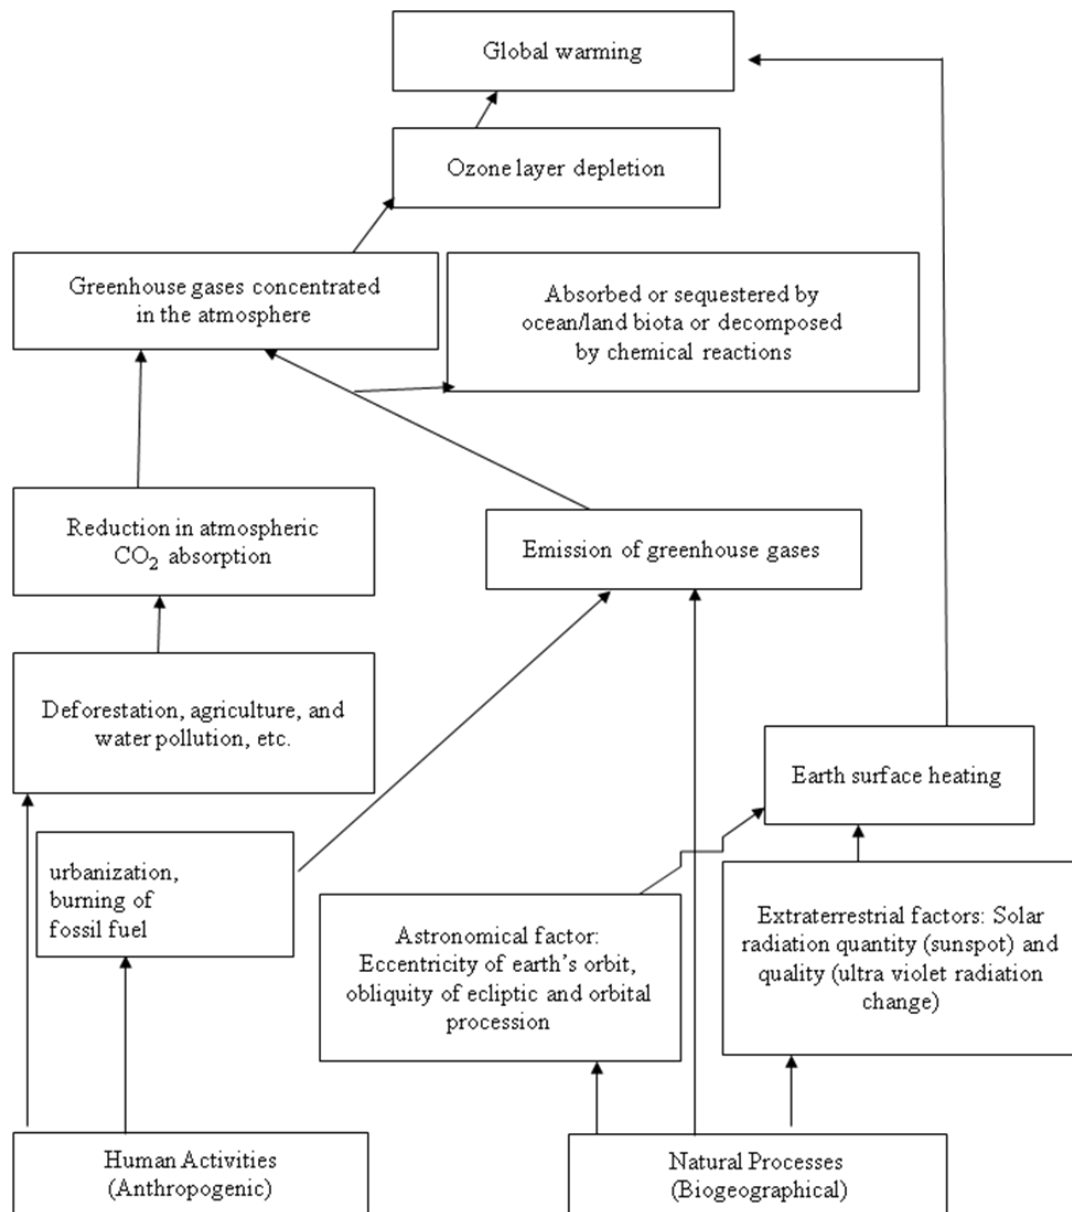 Global warming
Ozone layer depletion
Greenhouse gases concentrated
in the atmosphere
Absorbed or sequestered by
ocean/land biota or decomposed
by chemical reactions
Reduction in atmospheric
CO₂ absorption
Emission of greenhouse gases
Deforestation, agriculture, and
water pollution, etc.
Earth surface heating
urbanization,
burning of
fossil fuel
Astronomical factor:
Eccentricity of earth's orbit,
obliquity of ecliptic and orbital
procession
Extraterrestrial factors: Solar
radiation quantity (sunspot) and
quality (ultra violet radiation
change)
Human Activities
(Anthropogenic)
Natural Processes
(Biogeographical)